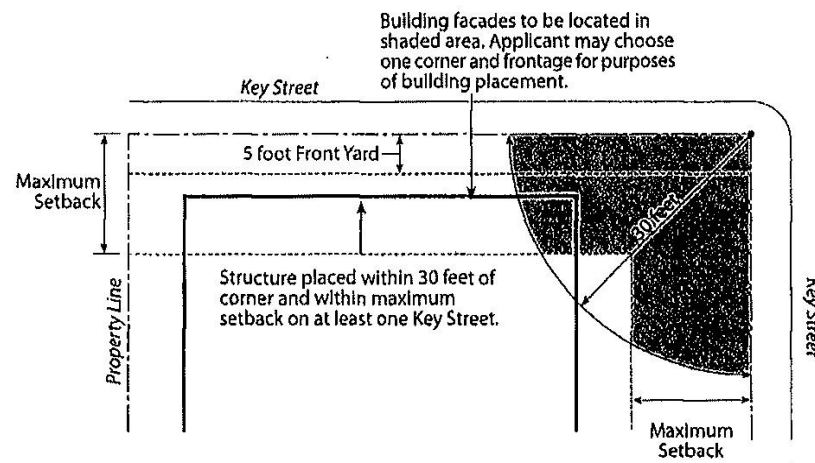 Building facades to be located in
shaded area. Applicant may choose
one corner and frontage for purposes
of building placement.
Key Street
5 foot Front Yard
Maximum
Setback
30 feet
Structure placed within 30 feet of
corner and within maximum
setback on at least one Key Street.
Property Line
Key Street
Maximum
Setback